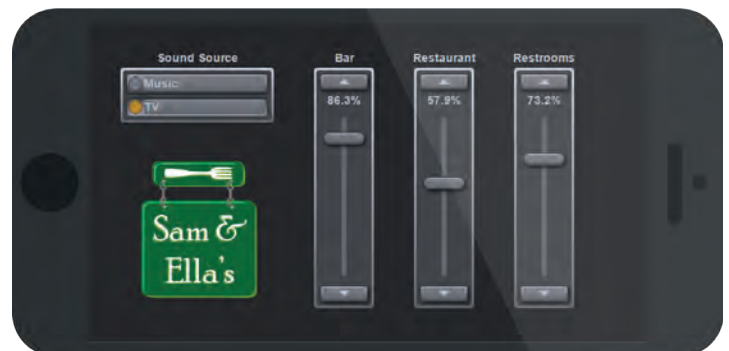 Sound Source
Music
TV
Sam &
Ella's
Bar
86.3%
Restaurant
57.9%
Restrooms
73.2%